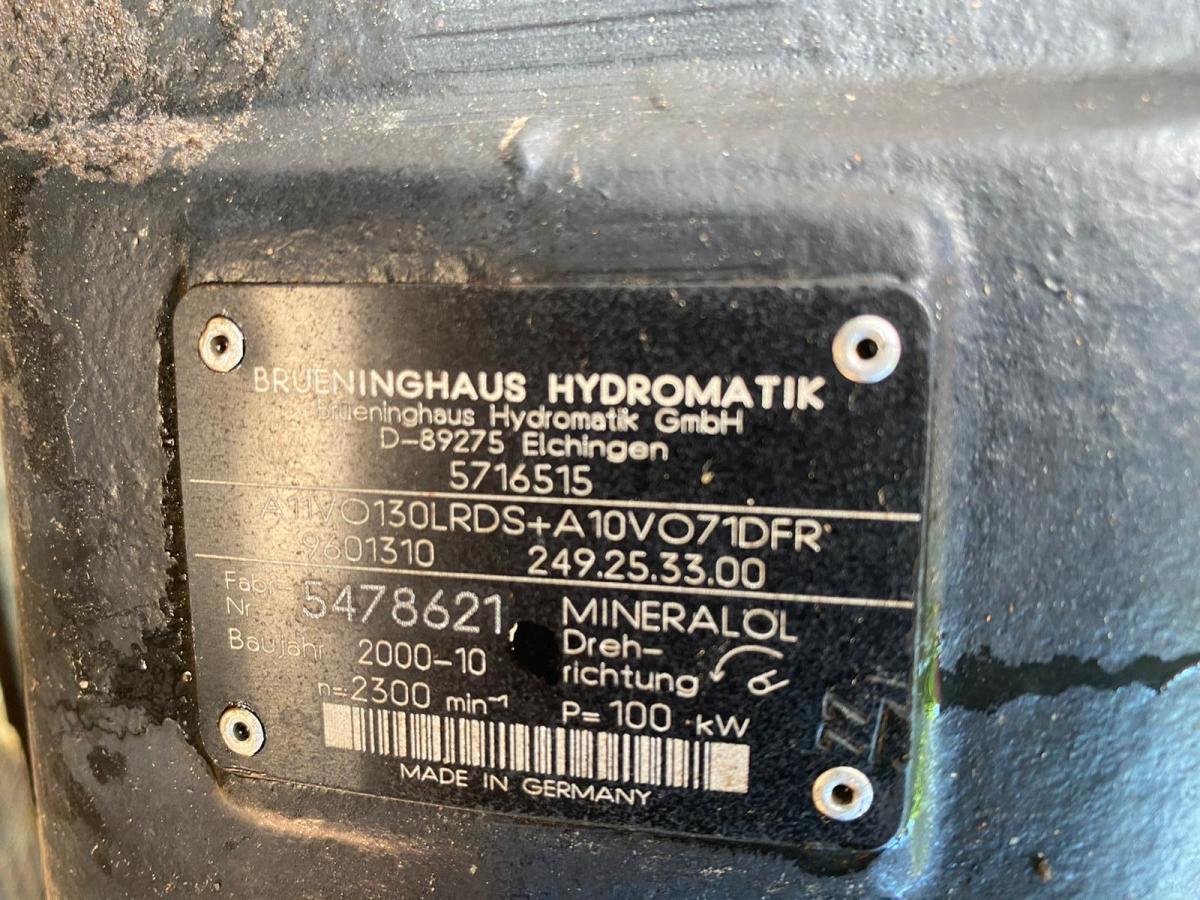 BRUENINGHAUS HYDROMATIK
Brueninghaus Hydromatik GmbH
D-89275 Elchingen
5716515
A11VO130LRDS+A10VO71DFR
9601310 249.25.33.00
Fabr.
Nr. 5478621 MINERALÖL
Baujahr 2000-10 Dreh-
richtung
n= 2300 min⁻¹ P= 100 kW
MADE IN GERMANY